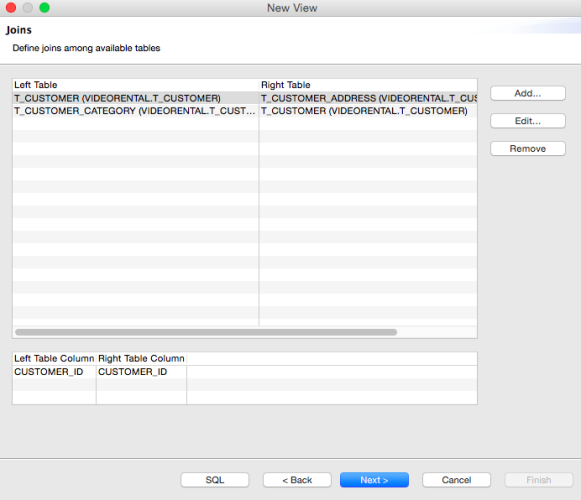 New View
Joins
Define joins among available tables
Left Table Right Table
T_CUSTOMER (VIDEORENTAL.T_CUSTOMER) T_CUSTOMER_ADDRESS (VIDEORENTAL.T_CUS
T_CUSTOMER_CATEGORY (VIDEORENTAL.T_CUST... T_CUSTOMER (VIDEORENTAL.T_CUSTOMER)
Add...
Edit...
Remove
Left Table Column Right Table Column
CUSTOMER_ID CUSTOMER_ID
SQL < Back Next > Cancel Finish